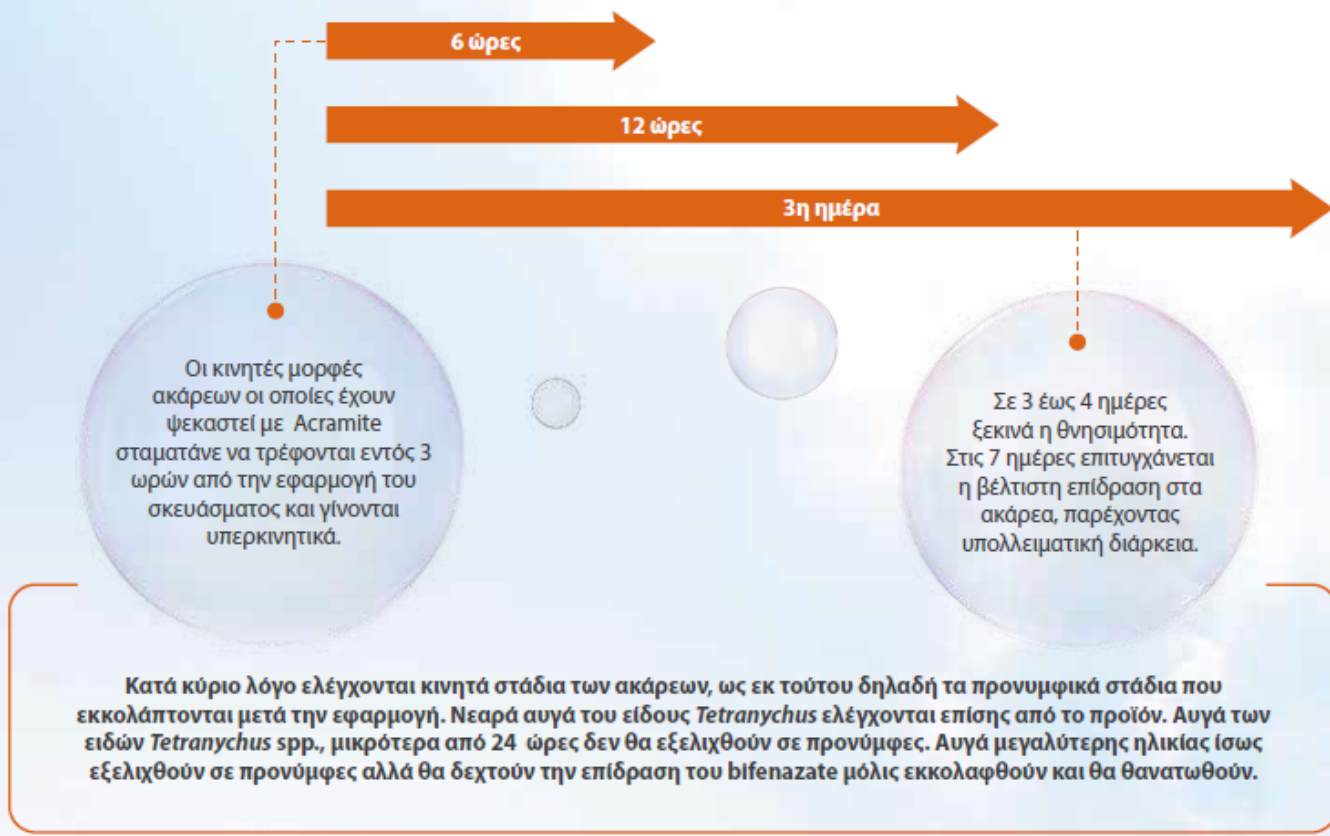 6 ώρες
12 ώρες
3η ημέρα
Οι κινητές μορφές
ακάρεων οι οποίες έχουν
ψεκαστεί με Acramite
σταματάνε να τρέφονται εντός 3
ωρών από την εφαρμογή του
σκευάσματος και γίνονται
υπερκινητικά.
Σε 3 έως 4 ημέρες
ξεκινά η θνησιμότητα.
Στις 7 ημέρες επιτυγχάνεται
η βέλτιστη επίδραση στα
ακάρεα, παρέχοντας
υπολλειματική διάρκεια.
Κατά κύριο λόγο ελέγχονται κινητά στάδια των ακάρεων, ως εκ τούτου δηλαδή τα προνυμφικά στάδια που
εκκολάπτονται μετά την εφαρμογή. Νεαρά αυγά του είδους Tetranychus ελέγχονται επίσης από το προϊόν. Αυγά των
ειδών Tetranychus spp., μικρότερα από 24 ώρες δεν θα εξελιχθούν σε προνύμφες. Αυγά μεγαλύτερης ηλικίας ίσως
εξελιχθούν σε προνύμφες αλλά θα δεχτούν την επίδραση του bifenazate μόλις εκκολαφθούν και θα θανατωθούν.